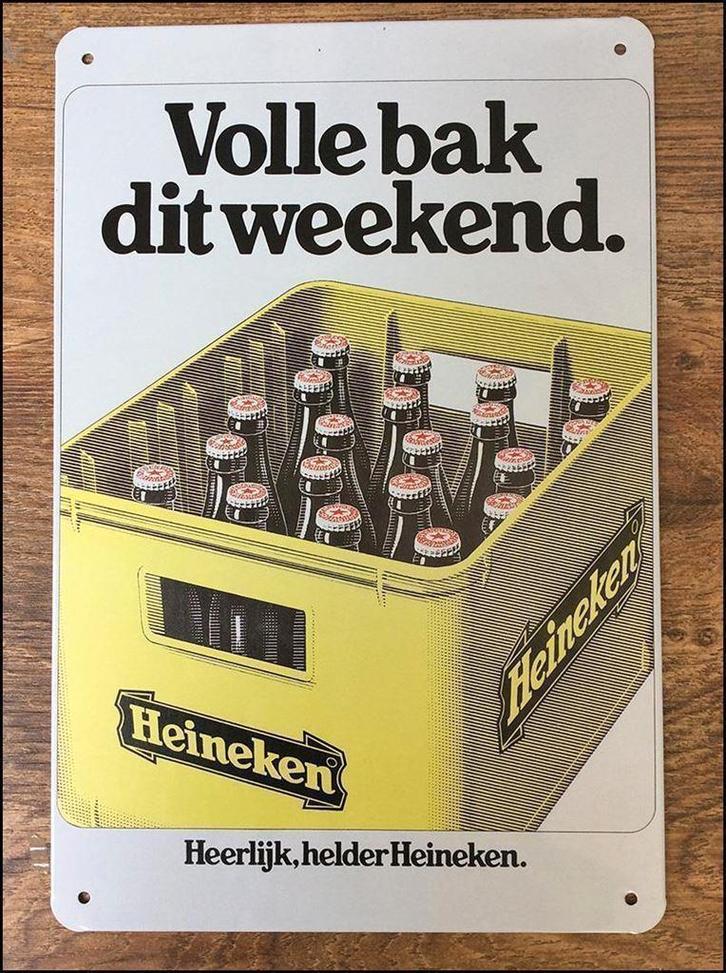 Volle bak
dit weekend.
Heineken
Heineken
Heerlijk, helder Heineken.